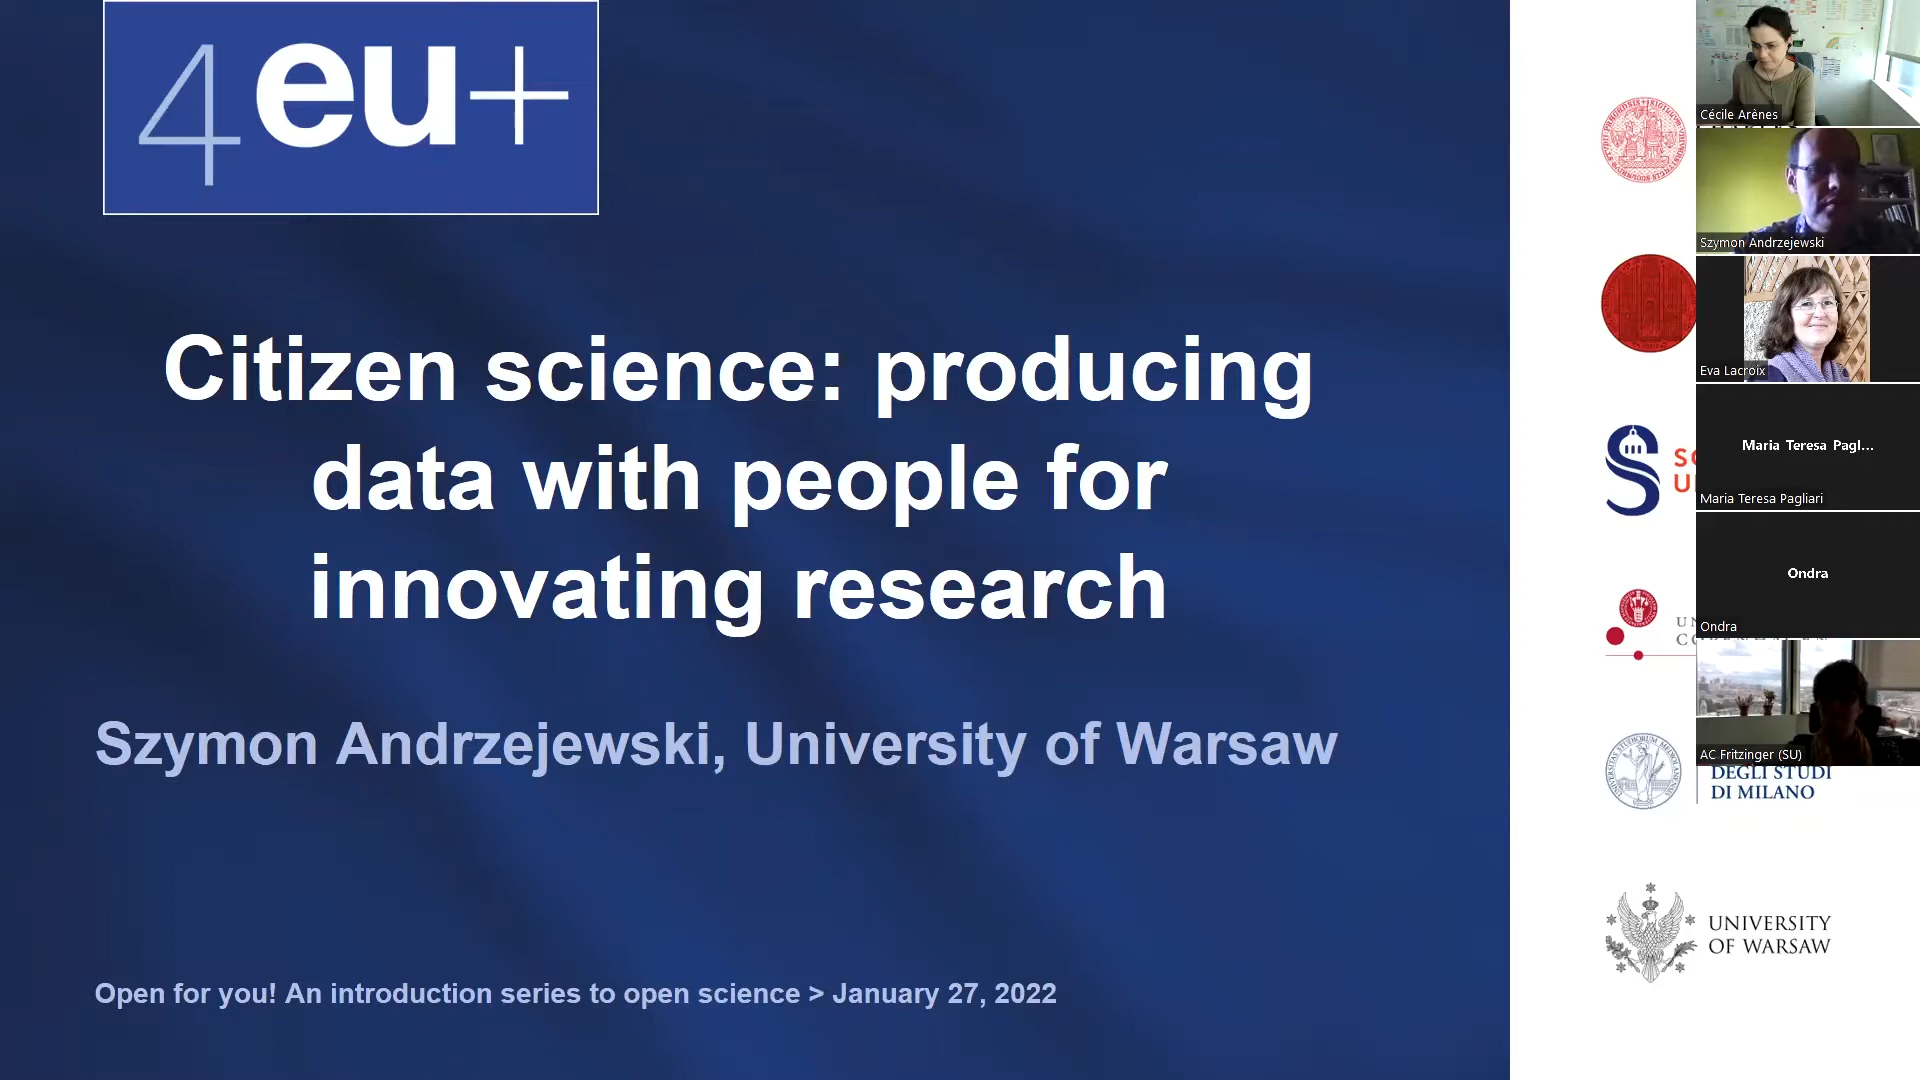 4eu+
Citizen science: producing
data with people for
innovating research
Szymon Andrzejewski, University of Warsaw
Open for you! An introduction series to open science > January 27, 2022
Cécile Arènes
Szymon Andrzejewski
Eva Lacroix
Maria Teresa Pagl...
Maria Teresa Pagliari
Ondra
Ondra
AC Fritzinger (SU)
DEGLI STUDI
DI MILANO
UNIVERSITY
OF WARSAW